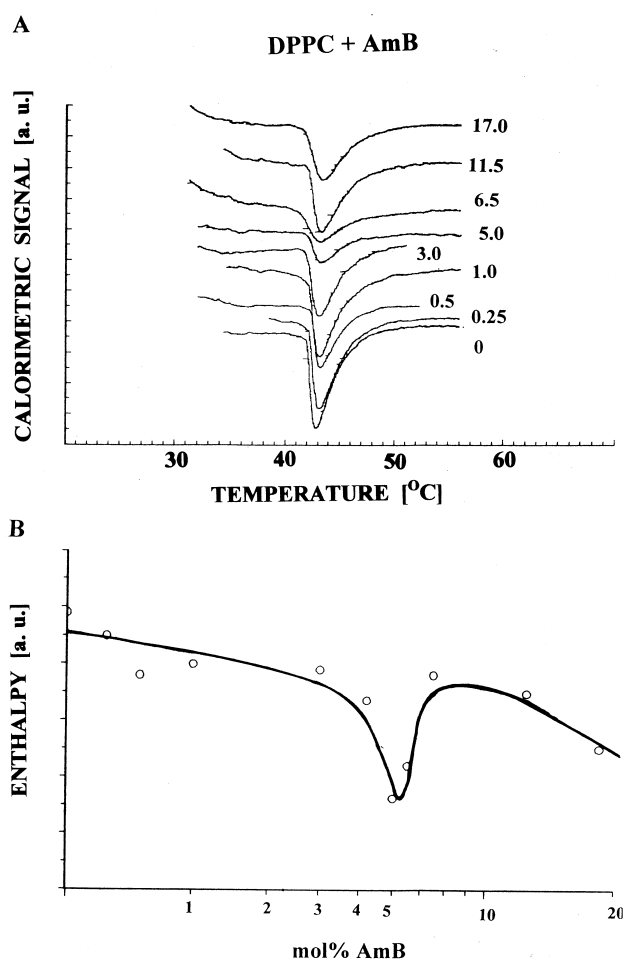 A
DPPC + AmB
CALORIMETRIC SIGNAL [a. u.]
17.0
11.5
6.5
5.0
3.0
1.0
0.5
0.25
0
30 40 50 60
TEMPERATURE [°C]
B
ENTHALPY [a. u.]
1 2 3 4 5 10 20
mol% AmB